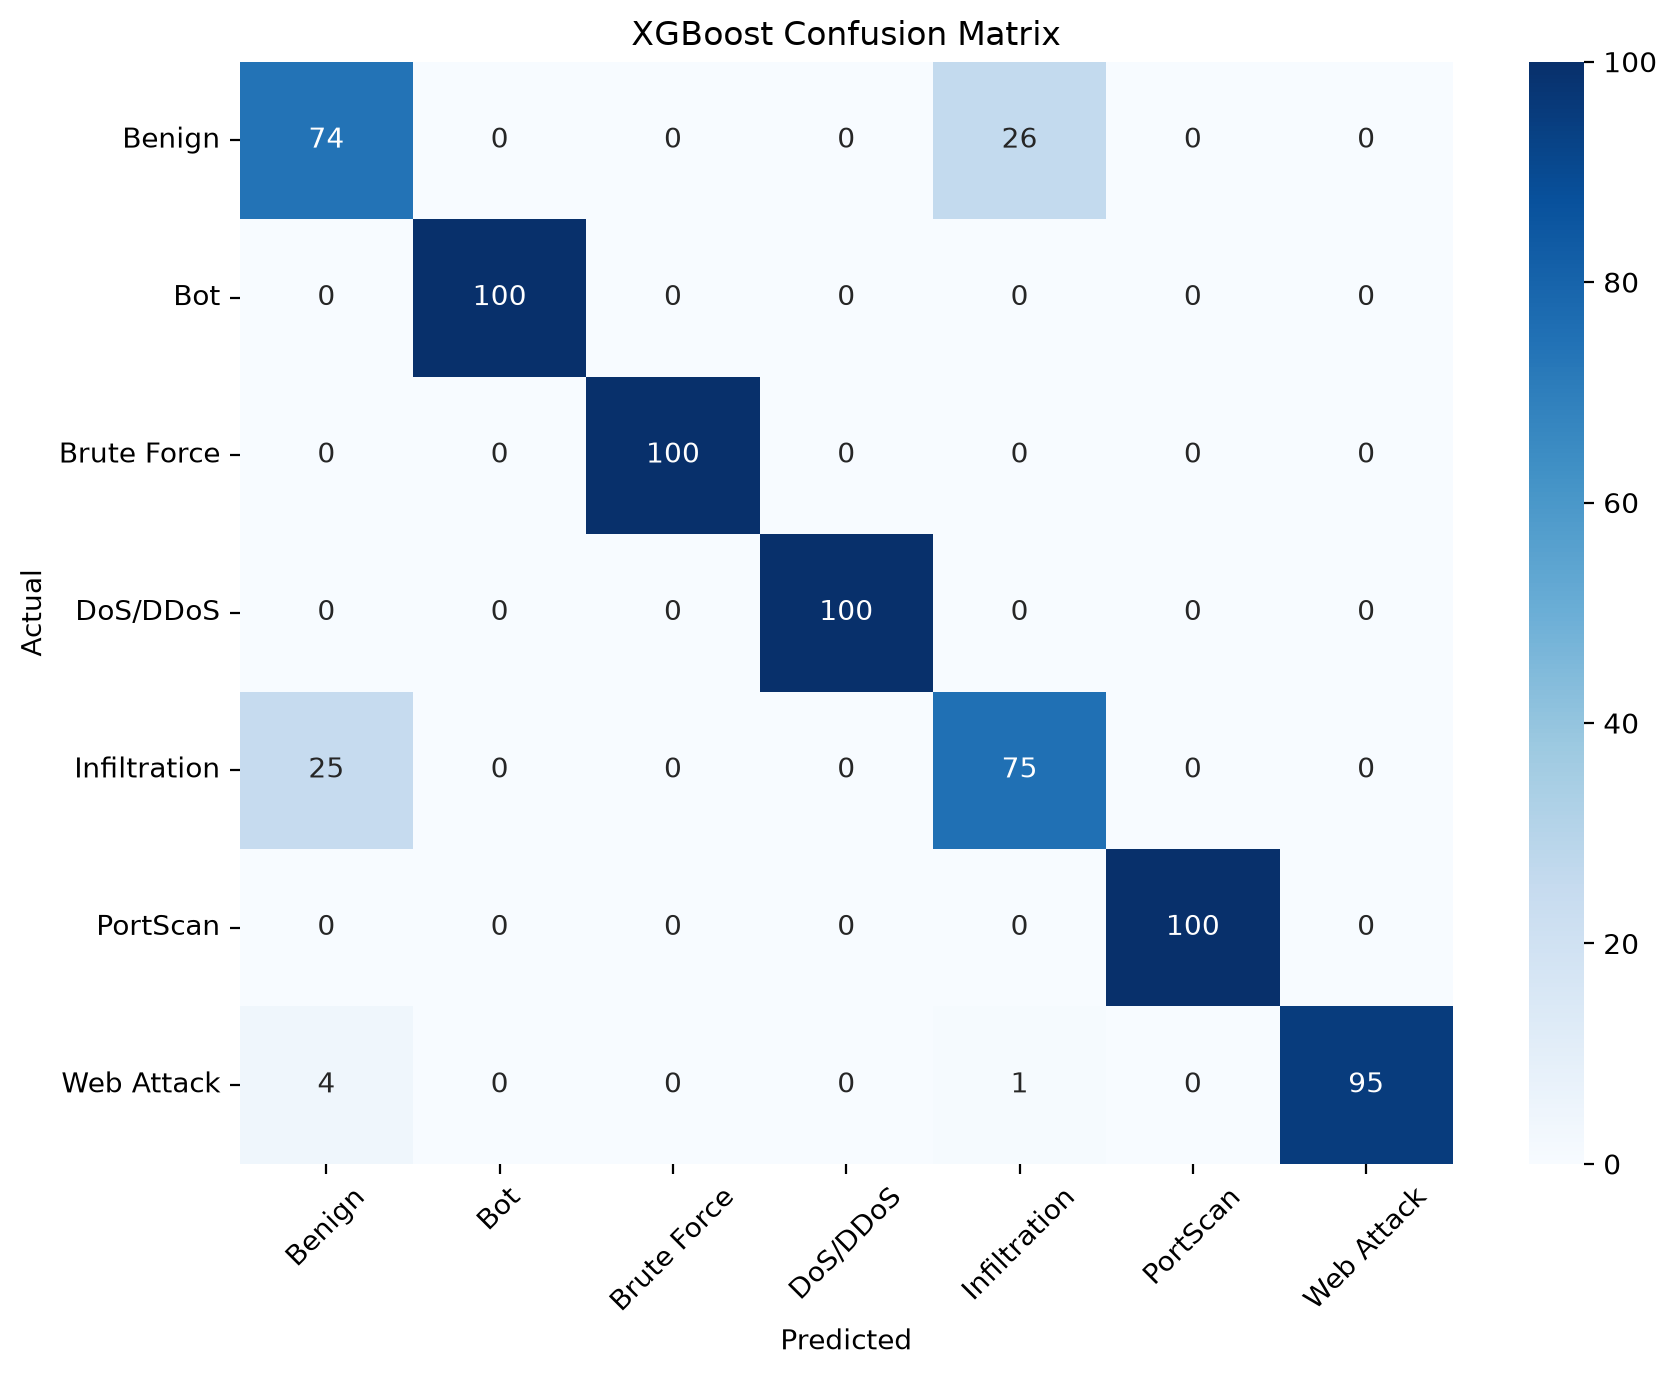 XGBoost Confusion Matrix
Benign 74 0 0 0 26 0 0
Bot 0 100 0 0 0 0 0
Brute Force 0 0 100 0 0 0 0
DoS/DDoS 0 0 0 100 0 0 0
Infiltration 25 0 0 0 75 0 0
PortScan 0 0 0 0 0 100 0
Web Attack 4 0 0 0 1 0 95
Actual
Benign Bot Brute Force DoS/DDoS Infiltration PortScan Web Attack
Predicted
100
80
60
40
20
0